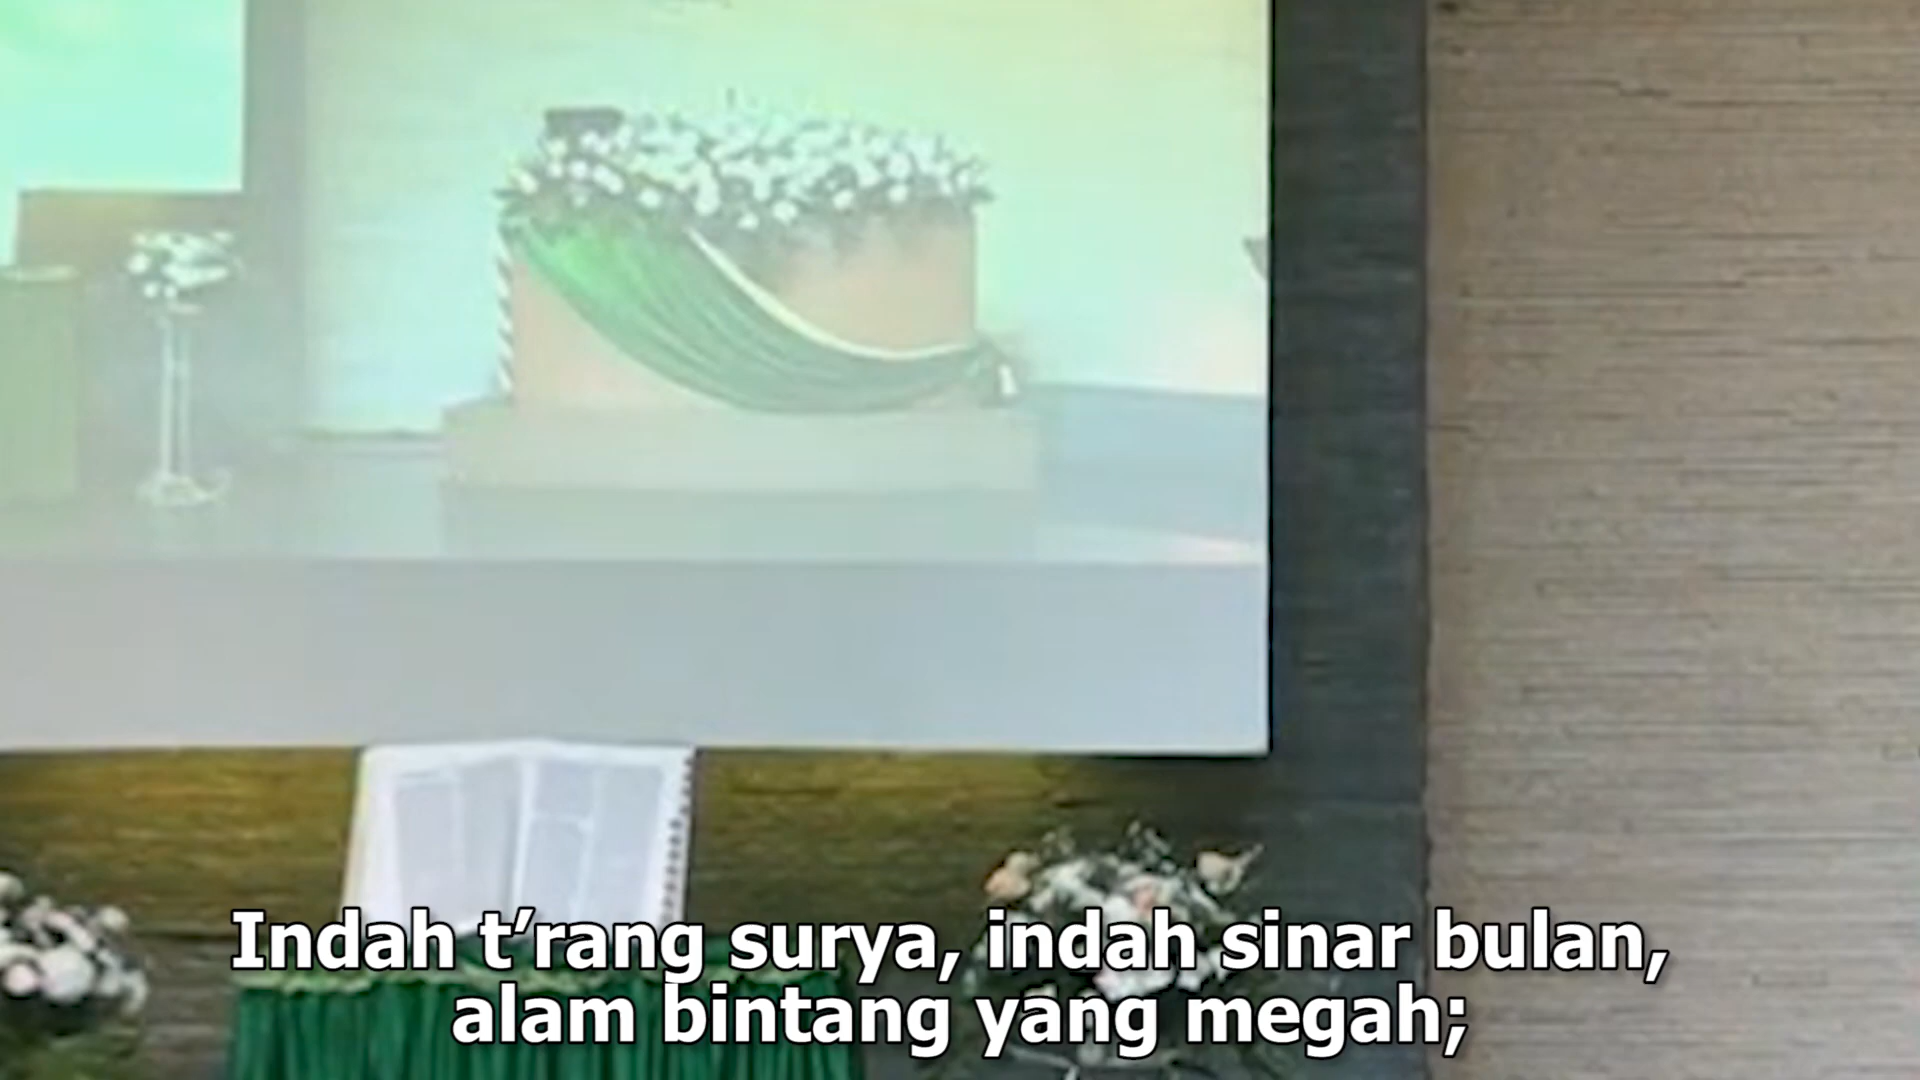 Indah t’rang surya, indah sinar bulan,
alam bintang yang megah;